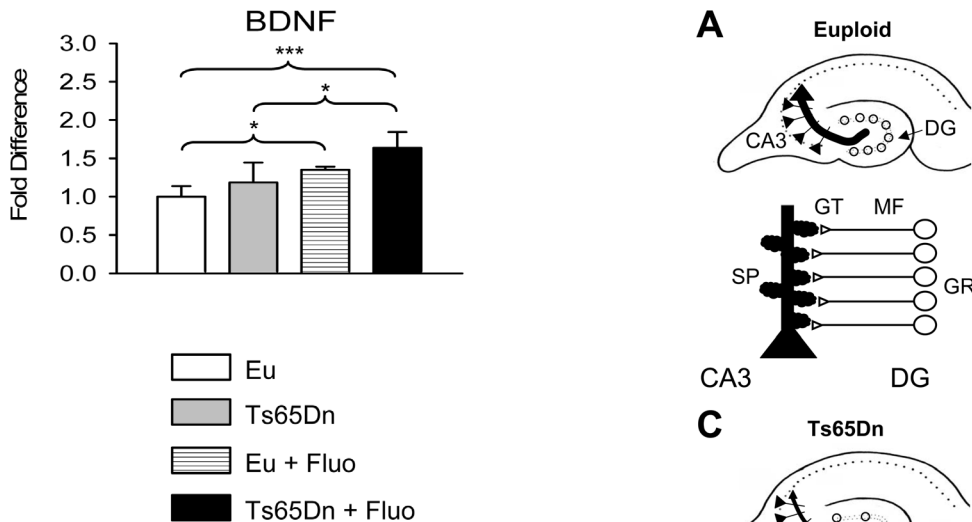 BDNF
Fold Difference
3.0
2.5
2.0
1.5
1.0
0.5
0.0
***
*
*
Eu
Ts65Dn
Eu + Fluo
Ts65Dn + Fluo
A
Euploid
CA3
DG
GT MF
SP
GR
CA3 DG
C
Ts65Dn